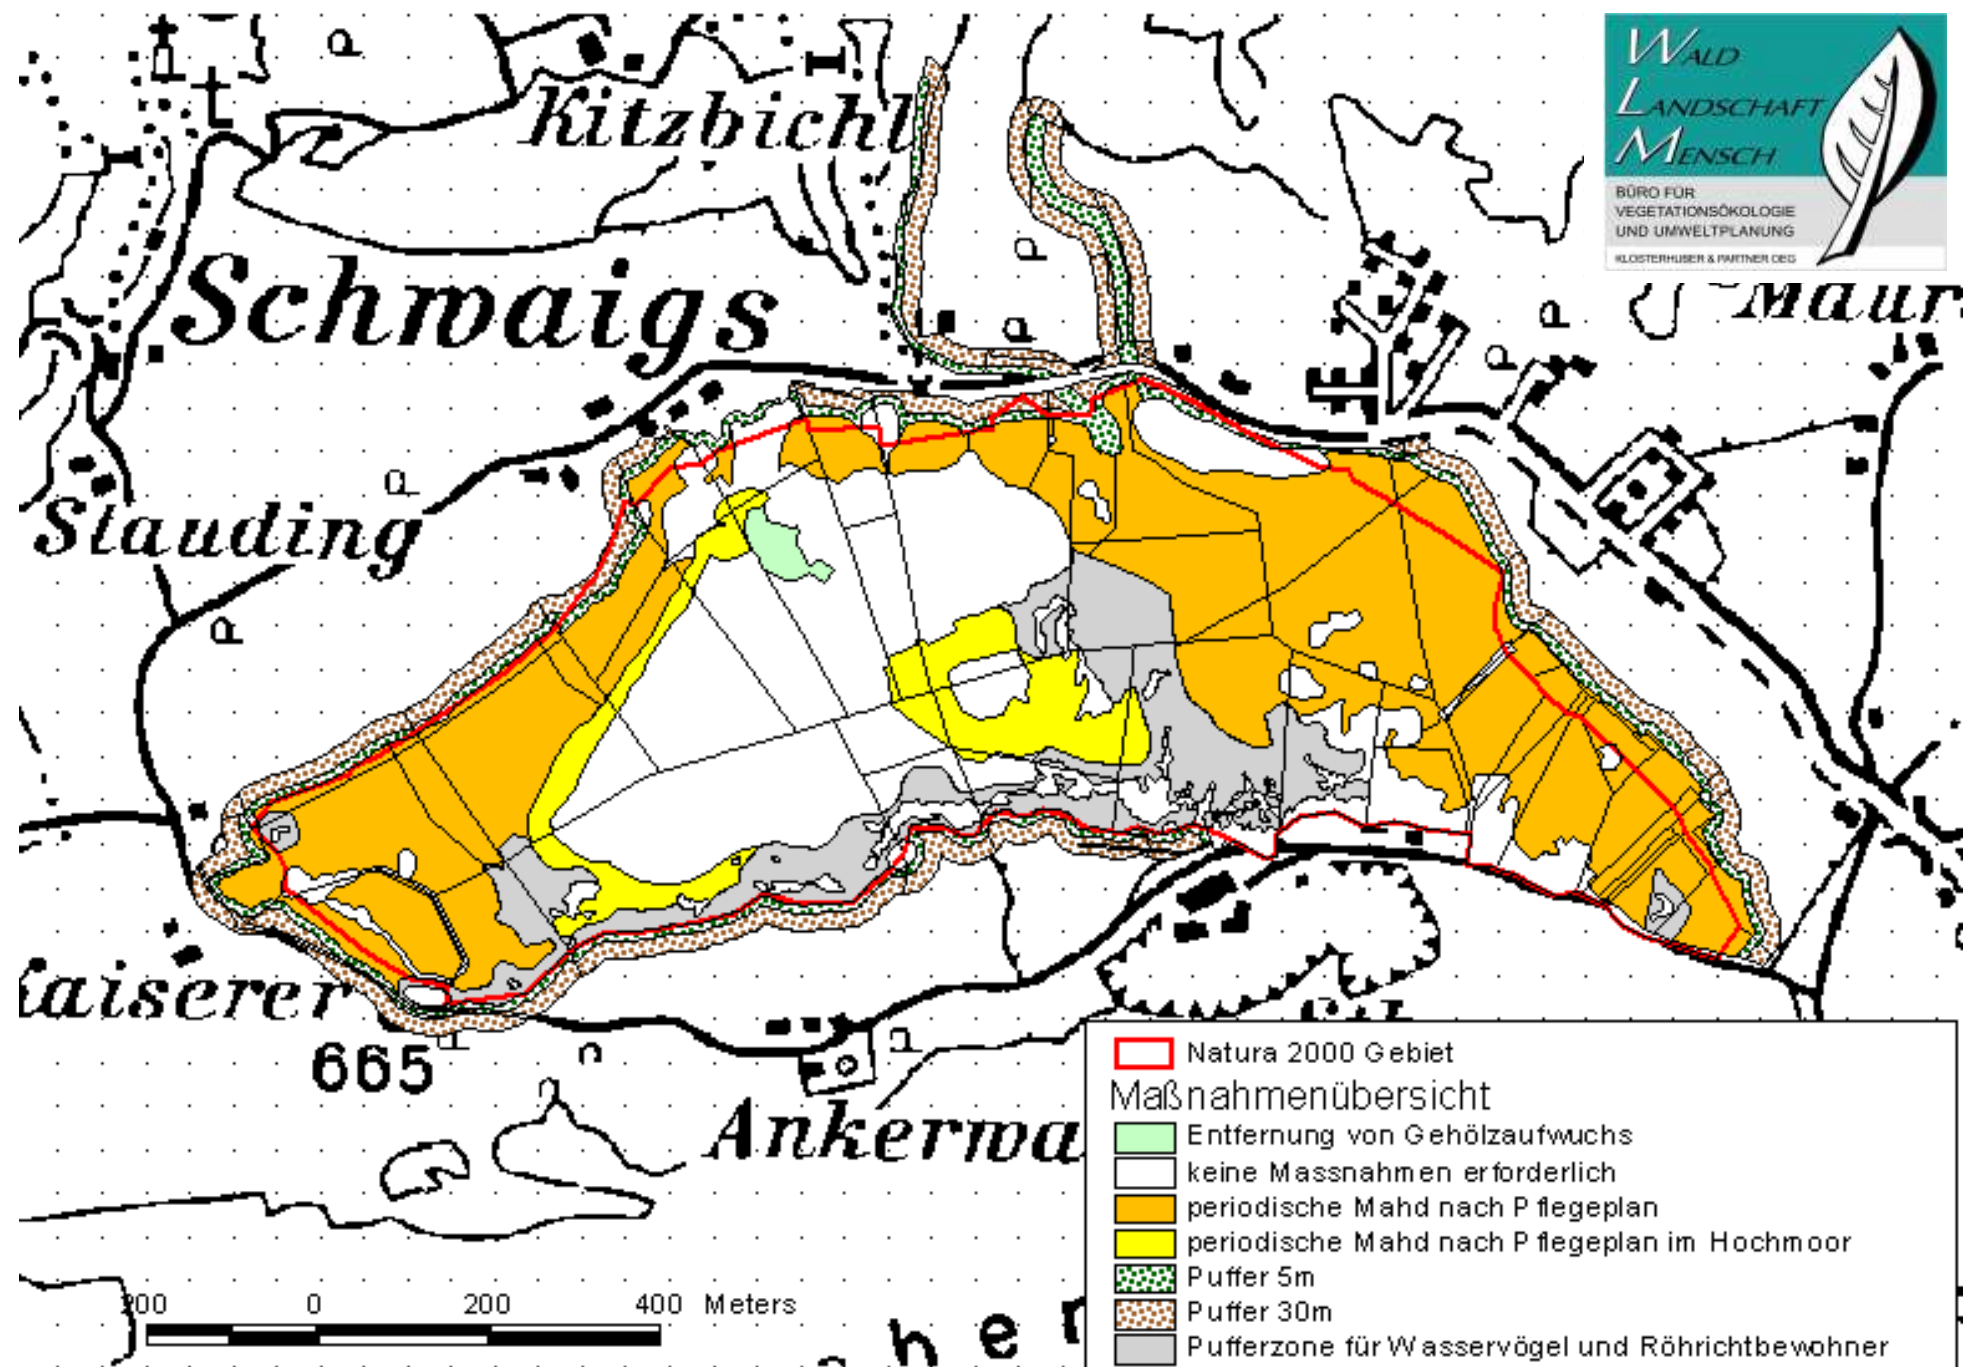 WALD
LANDSCHAFT
MENSCH
BÜRO FÜR
VEGETATIONSÖKOLOGIE
UND UMWELTPLANUNG
KLOSTERHUBER & PARTNER OEG
Kitzbichl
Schwaigs
Maur
Stauding
Kaiserer
665
Ankerwa
Natura 2000 Gebiet
Maßnahmenübersicht
Entfernung von Gehölzaufwuchs
keine Massnahmen erforderlich
periodische Mahd nach Pflegeplan
periodische Mahd nach Pflegeplan im Hochmoor
Puffer 5m
Puffer 30m
Pufferzone für Wasservögel und Röhrichtbewohner
200 0 200 400 Meters